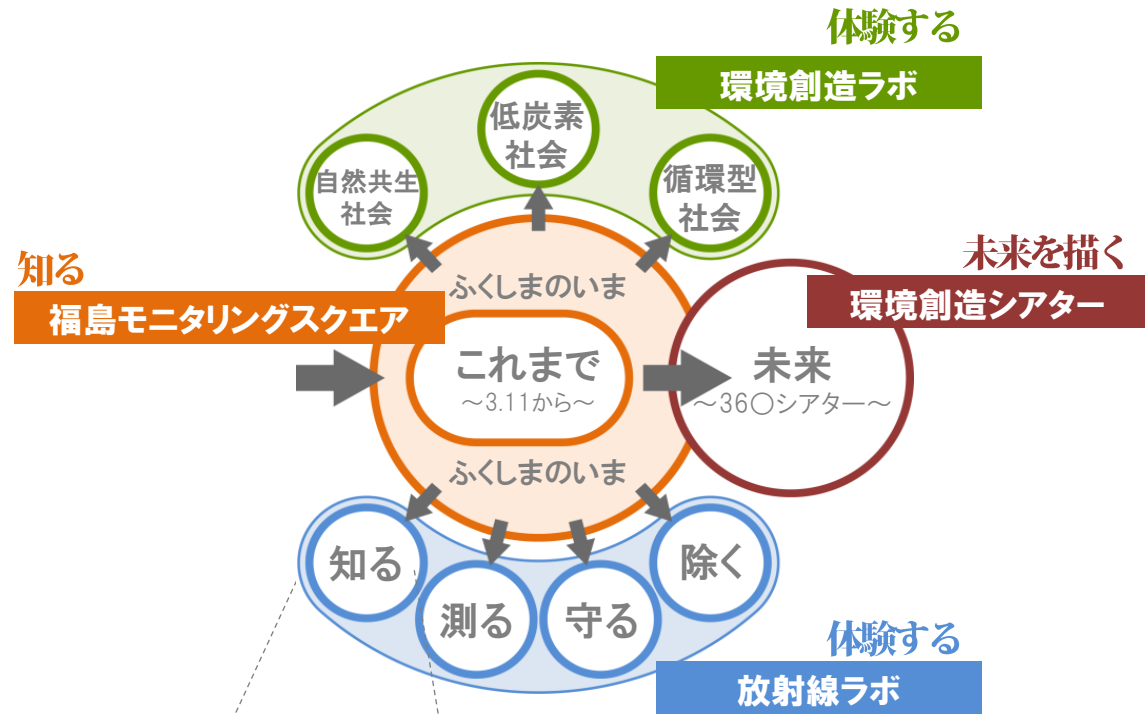 体験する
環境創造ラボ
低炭素
社会
自然共生
社会
循環型
社会
知る
福島モニタリングスクエア
未来を描く
環境創造シアター
ふくしまのいま
これまで
～3.11から～
未来
～36〇シアター～
ふくしまのいま
知る
測る
守る
除く
体験する
放射線ラボ